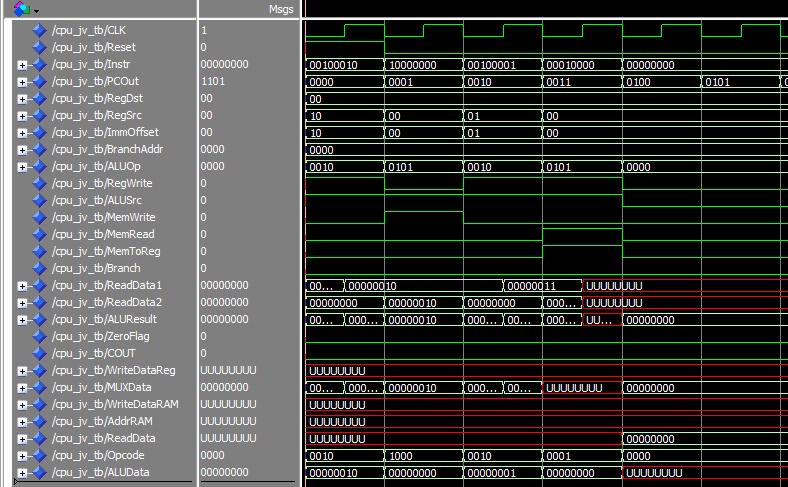 Msgs
/cpu_jv_tb/CLK 1
/cpu_jv_tb/Reset 0
/cpu_jv_tb/Instr 00000000 00100010 10000000 00100001 00010000 00000000
/cpu_jv_tb/PCOut 1101 0000 0001 0010 0011 0100 0101
/cpu_jv_tb/RegDst 00 00
/cpu_jv_tb/RegSrc 00 10 00 01 00
/cpu_jv_tb/ImmOffset 00 10 00 01 00
/cpu_jv_tb/BranchAddr 0000 0000
/cpu_jv_tb/ALUOp 0000 0010 0101 0010 0101 0000
/cpu_jv_tb/RegWrite 0
/cpu_jv_tb/ALUSrc 0
/cpu_jv_tb/MemWrite 0
/cpu_jv_tb/MemRead 0
/cpu_jv_tb/MemToReg 0
/cpu_jv_tb/Branch 0
/cpu_jv_tb/ReadData1 00000000 00... 00000010 00000011 UUUUUUUU
/cpu_jv_tb/ReadData2 00000000 00000000 00000010 00000000 000... UUUUUUUU
/cpu_jv_tb/ALUResult 00000000 00... 000... 00000010 000... 00... 000... UU... 00000000
/cpu_jv_tb/ZeroFlag 0
/cpu_jv_tb/COUT 0
/cpu_jv_tb/WriteDataReg UUUUUUUU UUUUUUUU
/cpu_jv_tb/MUXData 00000000 00... 000... 00000010 000... 00... UUUUUUUU 00000000
/cpu_jv_tb/WriteDataRAM UUUUUUUU UUUUUUUU
/cpu_jv_tb/AddrRAM UUUUUUUU UUUUUUUU
/cpu_jv_tb/ReadData UUUUUUUU UUUUUUUU 00000000
/cpu_jv_tb/Opcode 0000 0010 1000 0010 0001 0000
/cpu_jv_tb/ALUData 00000000 00000010 00000000 00000001 00000000 UUUUUUUU